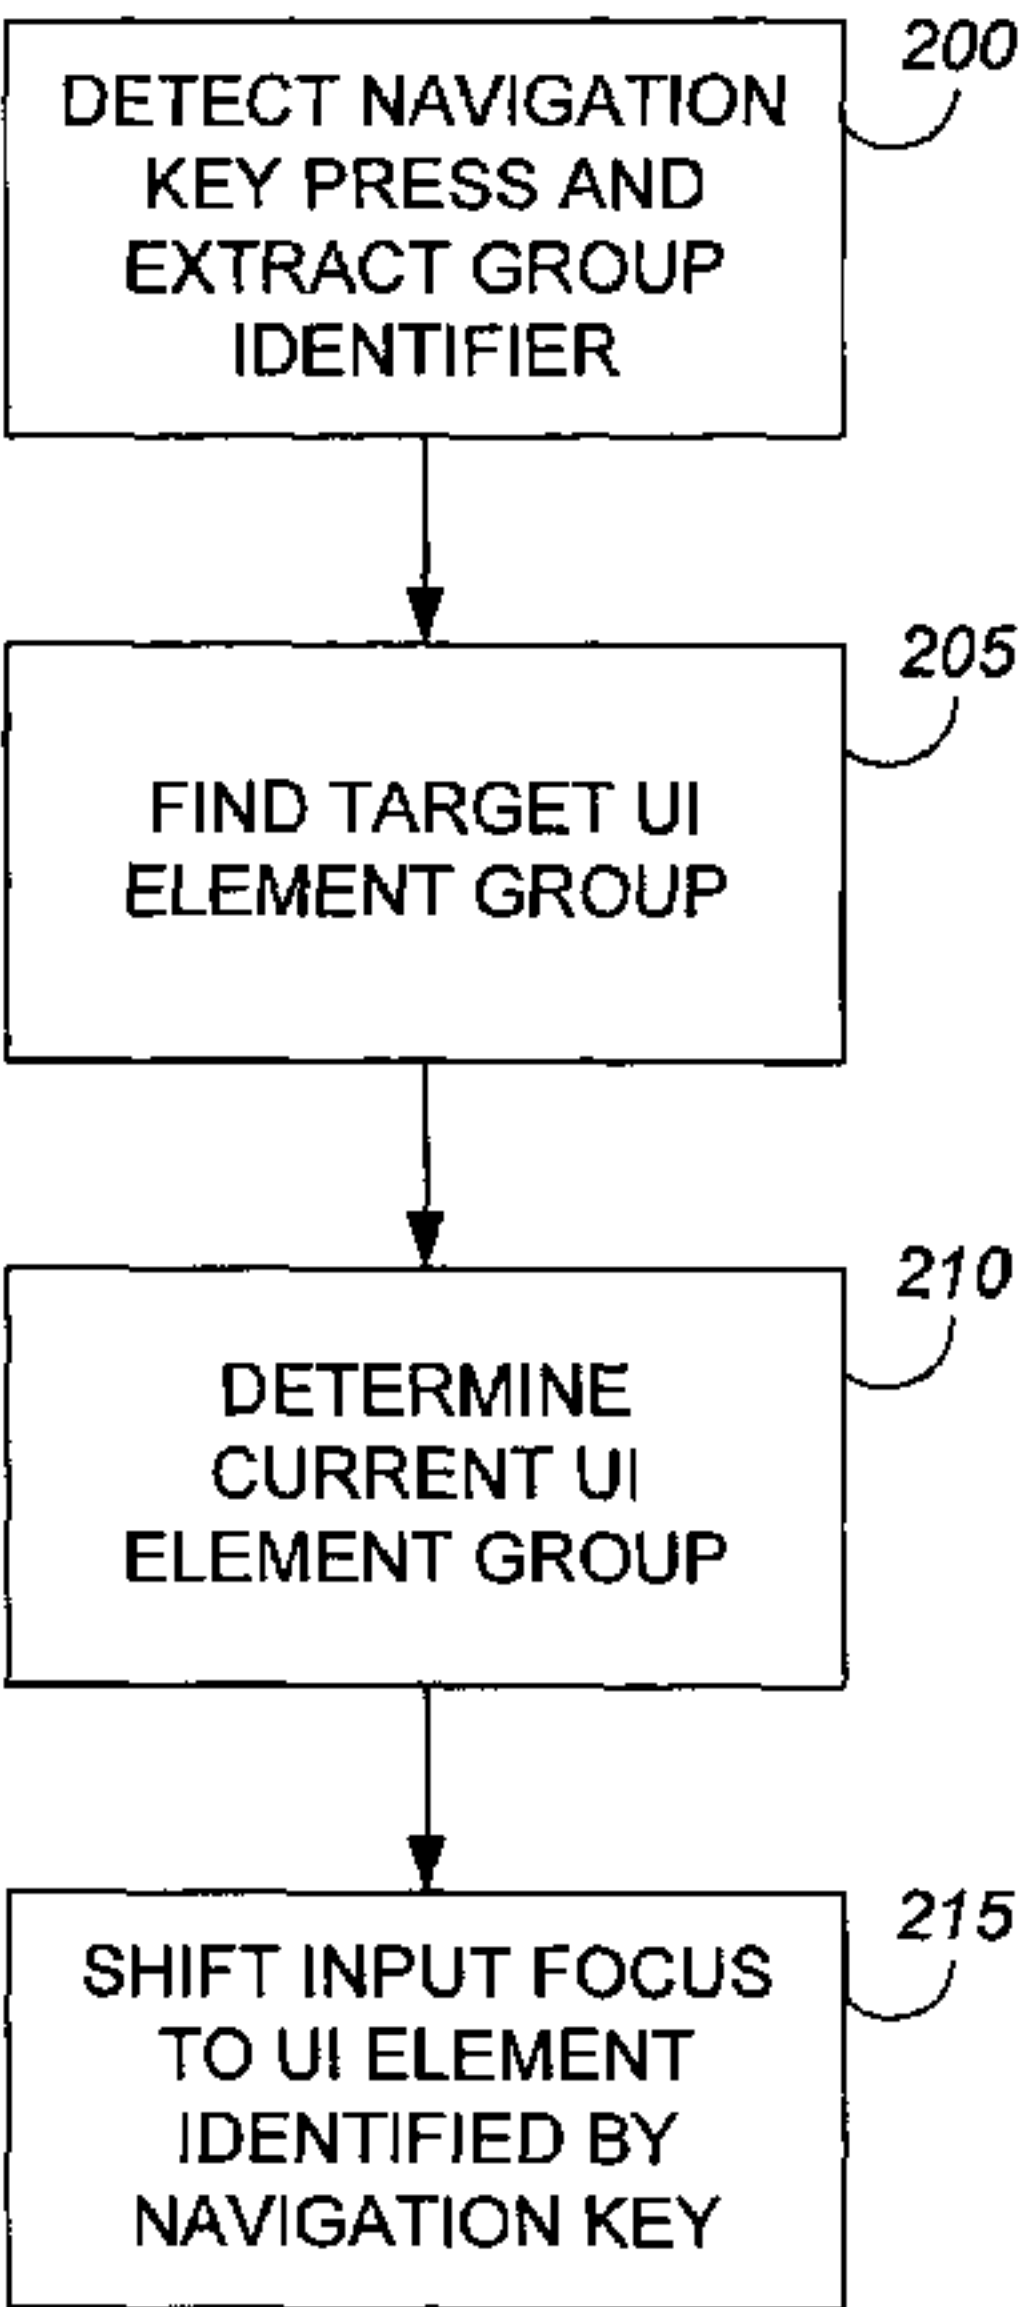 200
DETECT NAVIGATION
KEY PRESS AND
EXTRACT GROUP
IDENTIFIER
205
FIND TARGET UI
ELEMENT GROUP
210
DETERMINE
CURRENT UI
ELEMENT GROUP
215
SHIFT INPUT FOCUS
TO UI ELEMENT
IDENTIFIED BY
NAVIGATION KEY